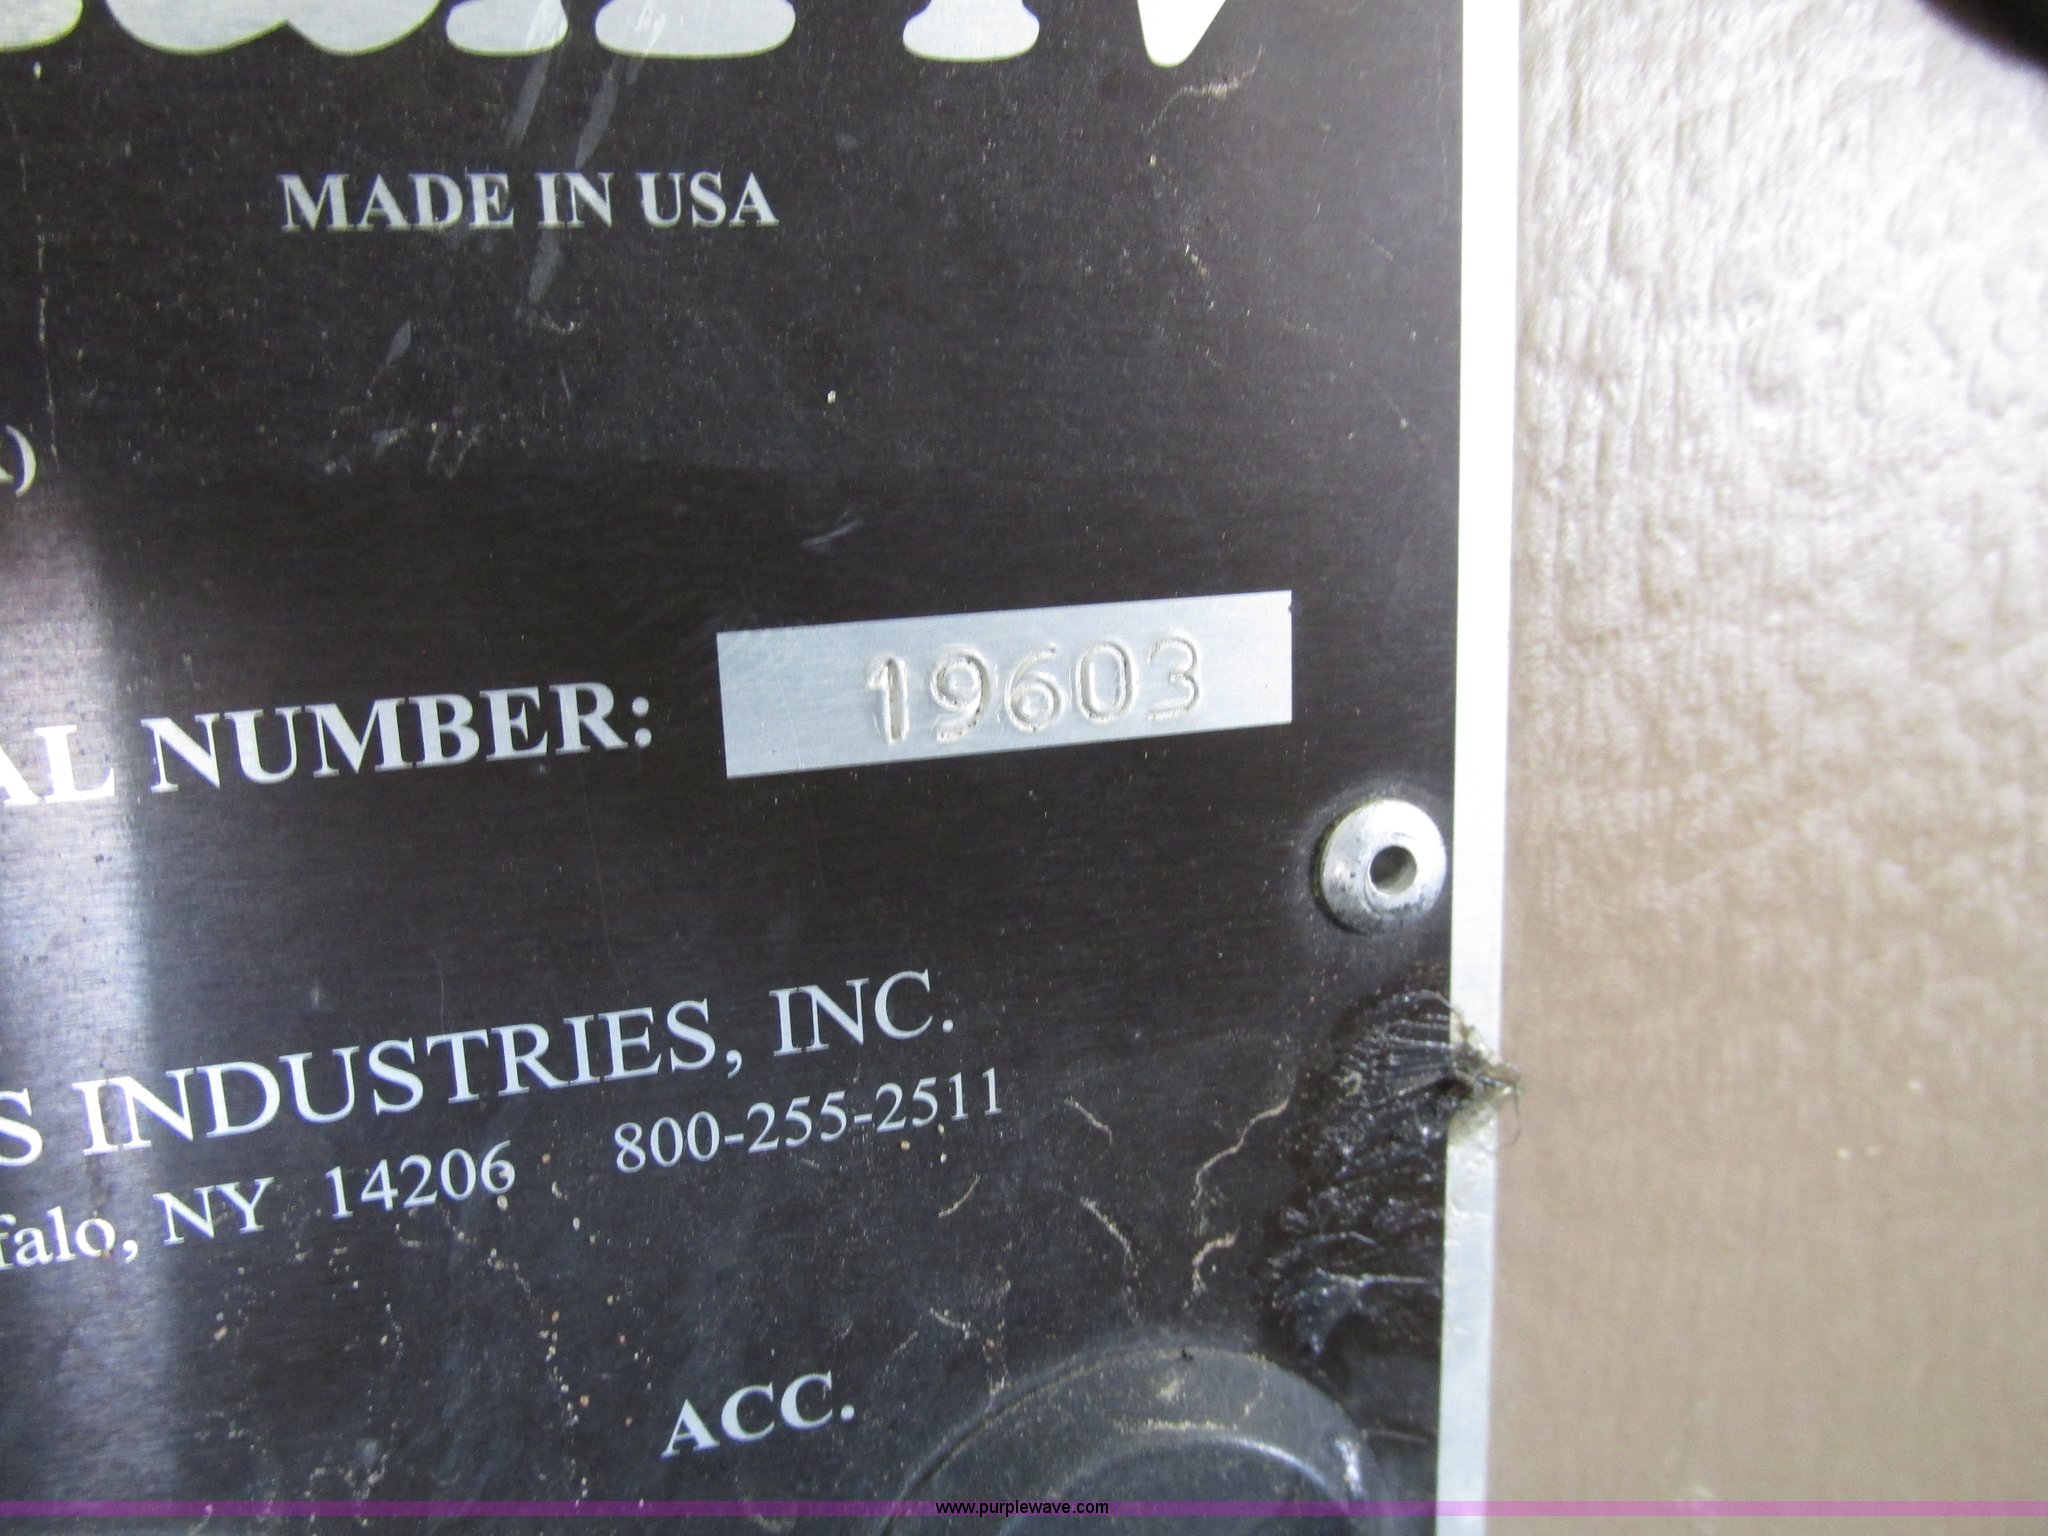 MADE IN USA
AL NUMBER: 19603
S INDUSTRIES, INC.
falo, NY 14206 800-255-2511
ACC.
www.purplewave.com